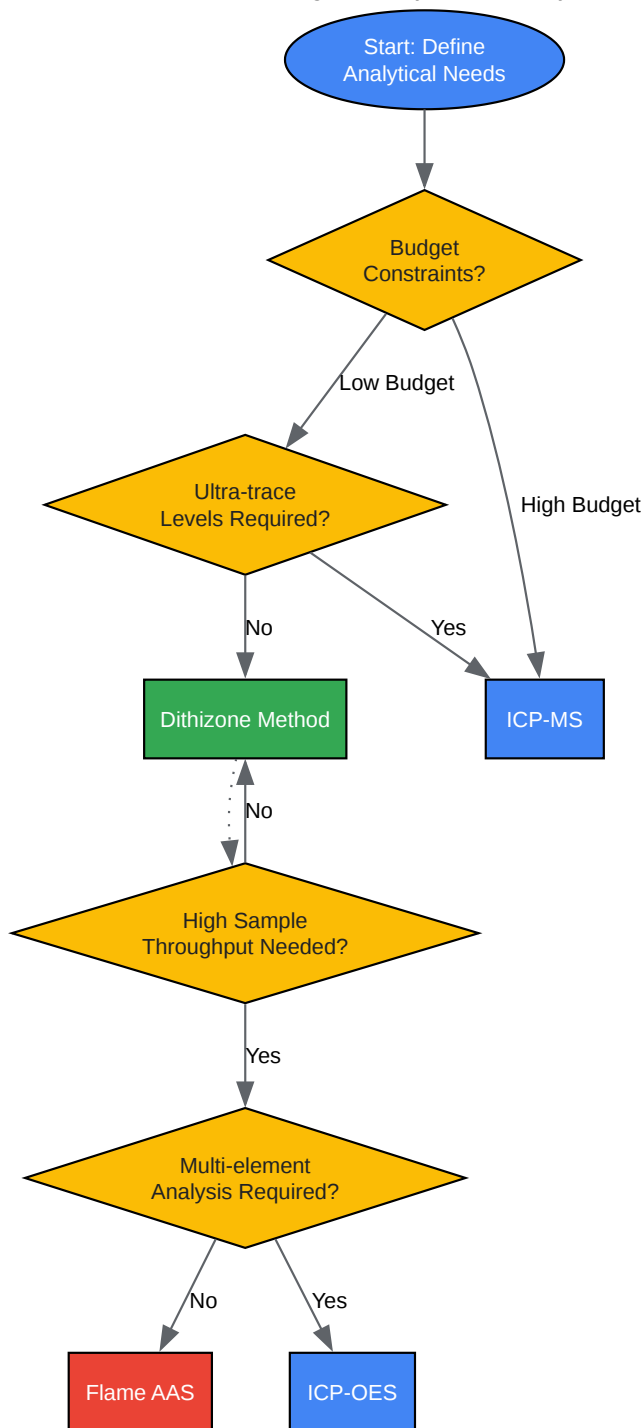 Start: Define
Analytical Needs
Budget
Constraints?
Low Budget
High Budget
Ultra-trace
Levels Required?
No
Yes
Dithizone Method
ICP-MS
No
High Sample
Throughput Needed?
Yes
Multi-element
Analysis Required?
No
Yes
Flame AAS
ICP-OES